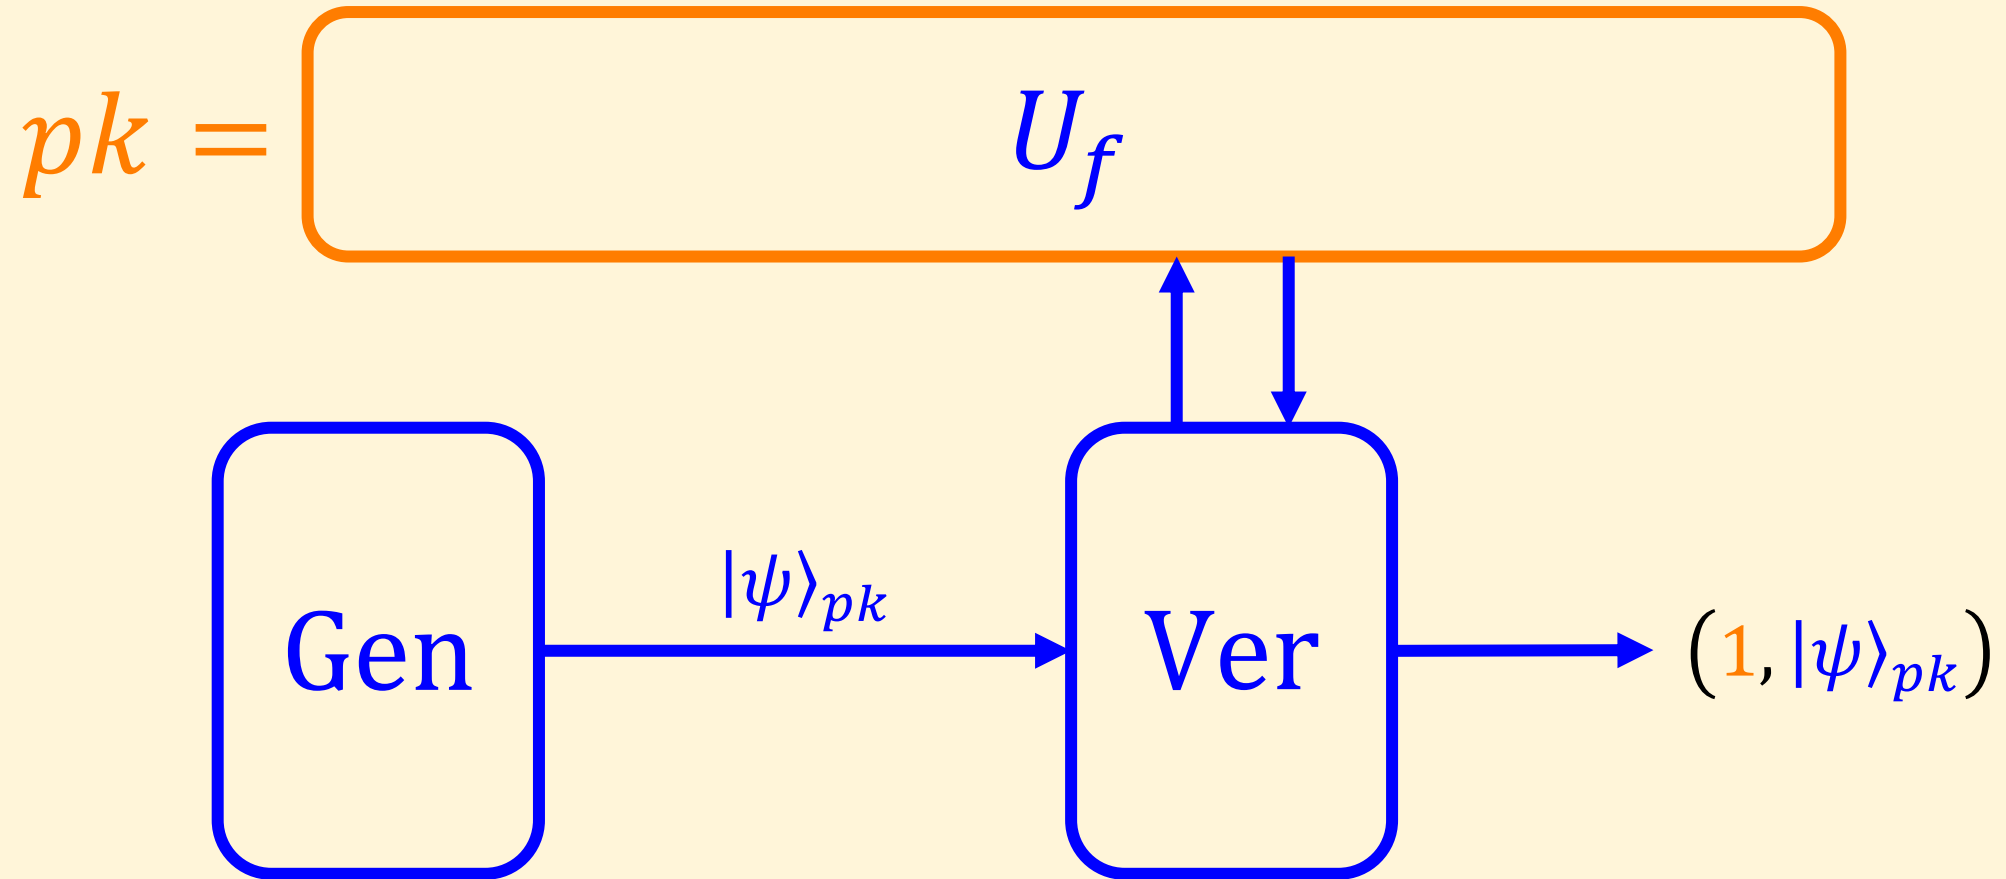 pk = U_f
|ψ⟩_pk
Gen
Ver
(1, |ψ⟩_pk)